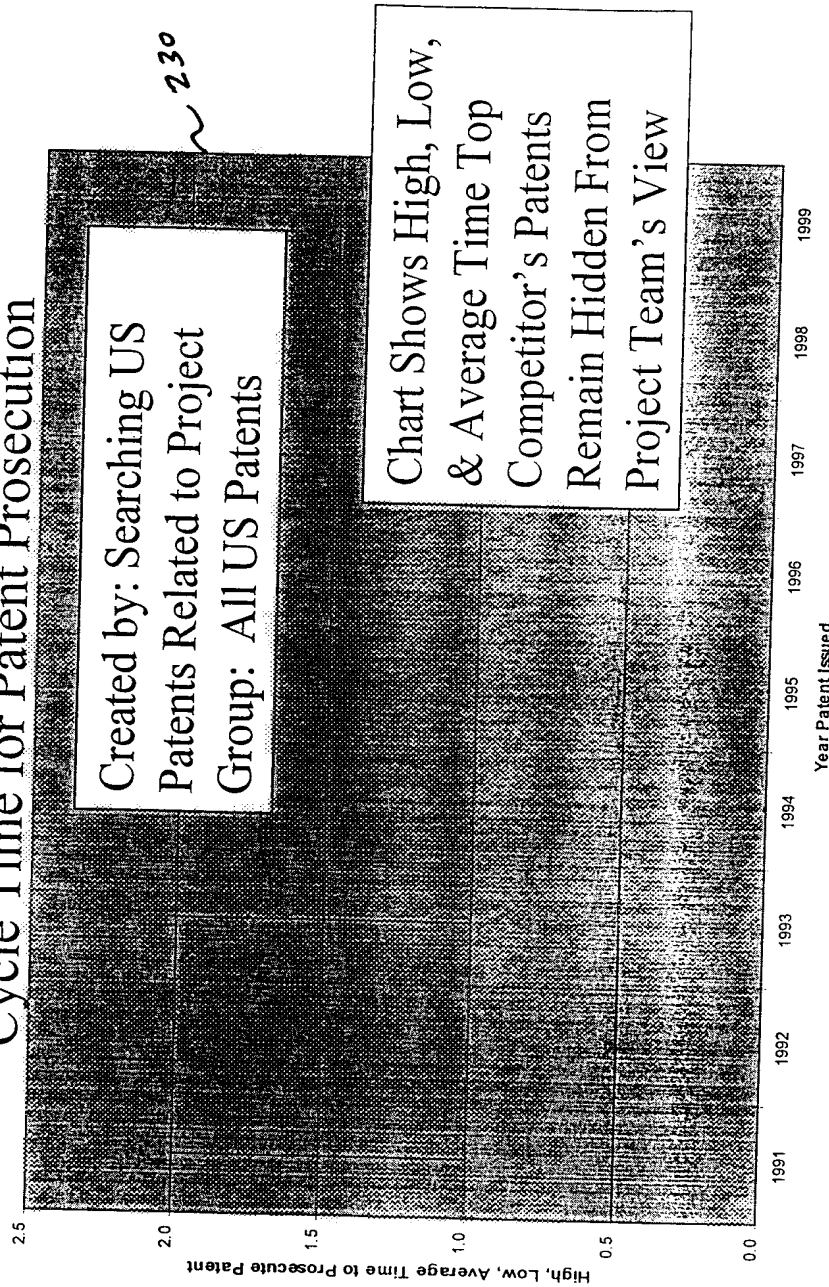 Cycle Time for Patent Prosecution
230
Created by: Searching US
Patents Related to Project
Group: All US Patents
Chart Shows High, Low,
& Average Time Top
Competitor's Patents
Remain Hidden From
Project Team's View
High, Low, Average Time to Prosecute Patent
2.5
2.0
1.5
1.0
0.5
0.0
1991
1992
1993
1994
1995
1996
1997
1998
1999
Year Patent Issued